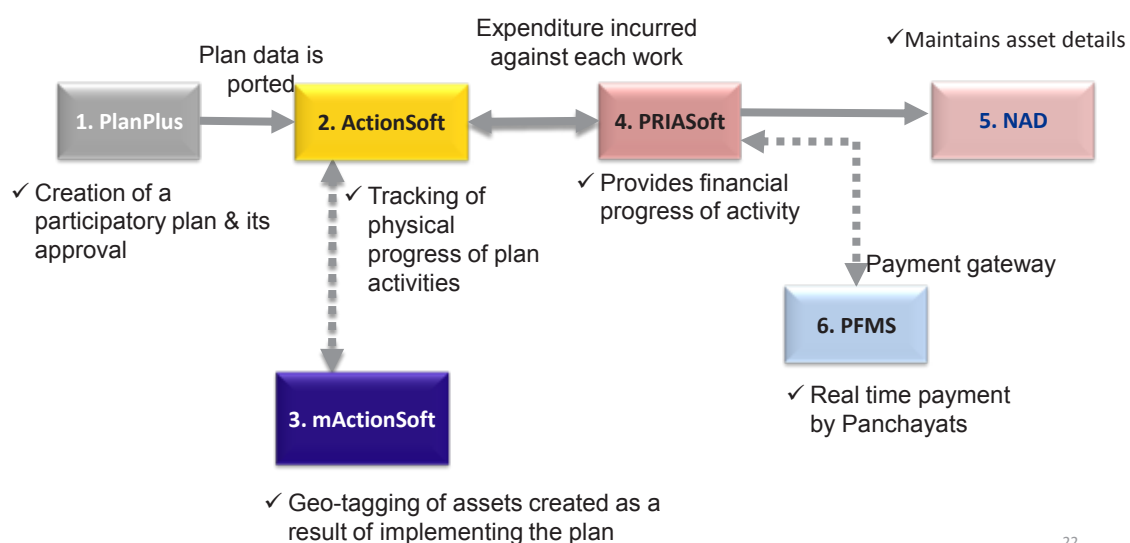 Plan data is
ported
Expenditure incurred
against each work
✓Maintains asset details
1. PlanPlus
2. ActionSoft
4. PRIASoft
5. NAD
✓ Creation of a
participatory plan & its
approval
✓ Tracking of
physical
progress of plan
activities
✓ Provides financial
progress of activity
Payment gateway
6. PFMS
3. mActionSoft
✓ Real time payment
by Panchayats
✓ Geo-tagging of assets created as a
result of implementing the plan
22